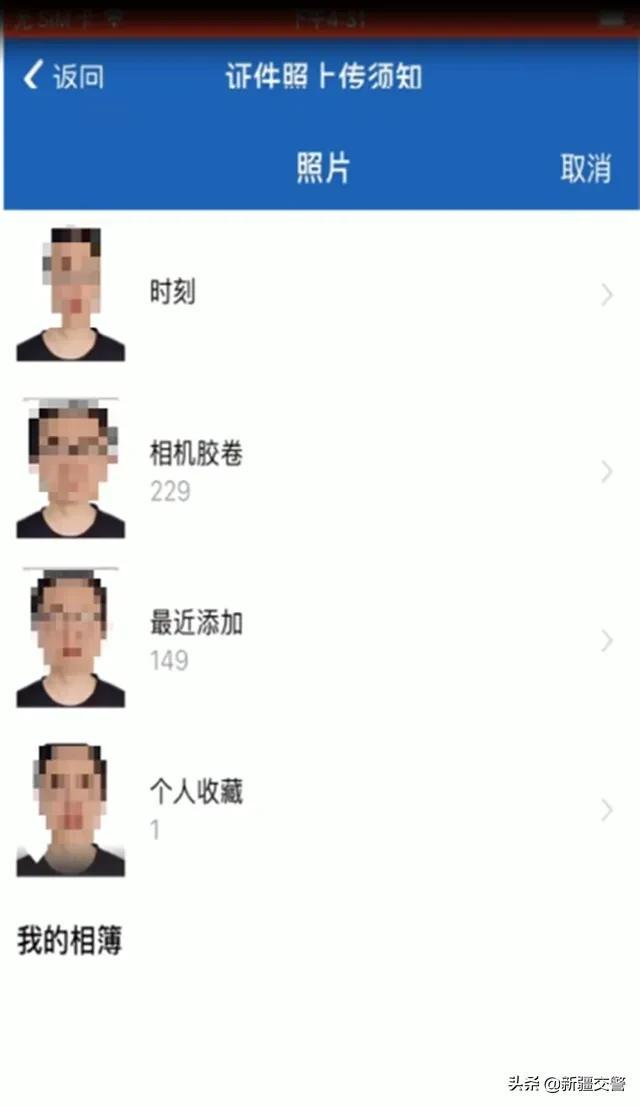 无SIM卡 下午4:31
返回 证件照上传须知
照片 取消
时刻
相机胶卷
229
最近添加
149
个人收藏
1
我的相簿
头条 @新疆交警